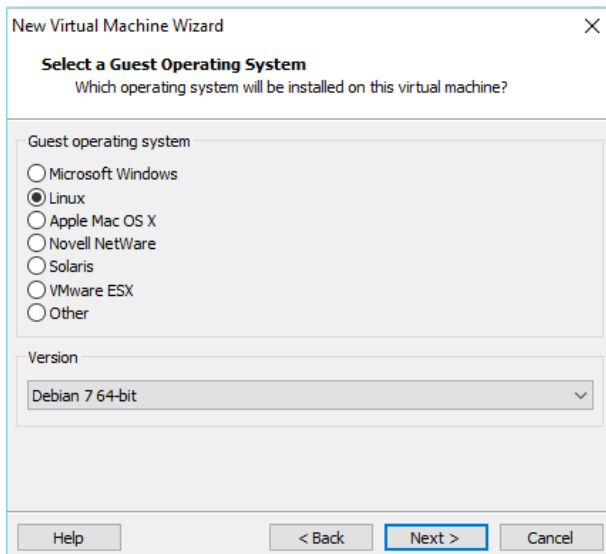 New Virtual Machine Wizard
Select a Guest Operating System
Which operating system will be installed on this virtual machine?
Guest operating system
Microsoft Windows
Linux
Apple Mac OS X
Novell NetWare
Solaris
VMware ESX
Other
Version
Debian 7 64-bit
Help
< Back
Next >
Cancel